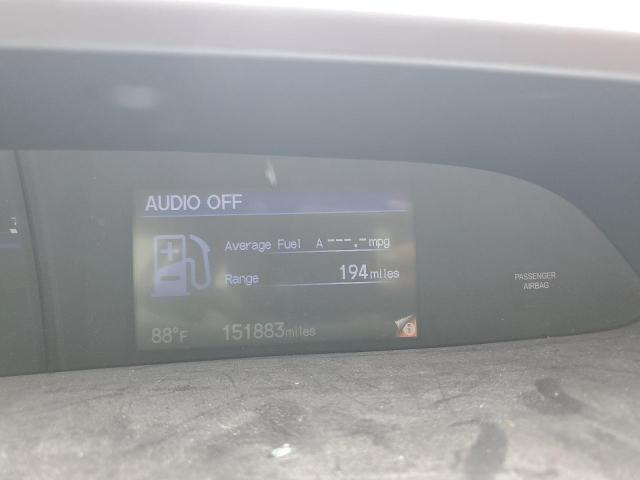 AUDIO OFF
Average Fuel A ---.- mpg
Range 194 miles
88°F 151883 miles
PASSENGER
AIRBAG